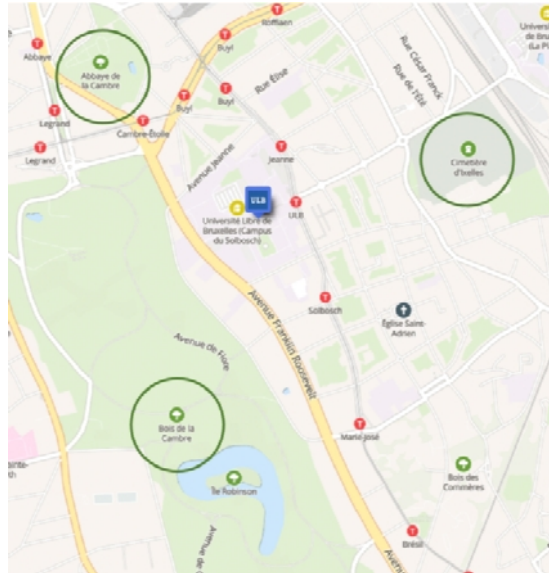 Roffiaen
Buyl
Abbaye
Abbaye de
la Cambre
Rue César Franck
Rue de l'Été
Rue Élise
Buyl
Buyl
Legrand
Cambre-Étoile
Legrand
Jeanne
Avenue Jeanne
Cimetière
d'Ixelles
ULB
ULB
Université Libre de
Bruxelles (Campus
du Solbosch)
Solbosch
Église Saint-
Adrien
Avenue Franklin Roosevelt
Avenue de Flore
Bois de la
Cambre
Marie-José
Île Robinson
Bois des
Commères
Brésil